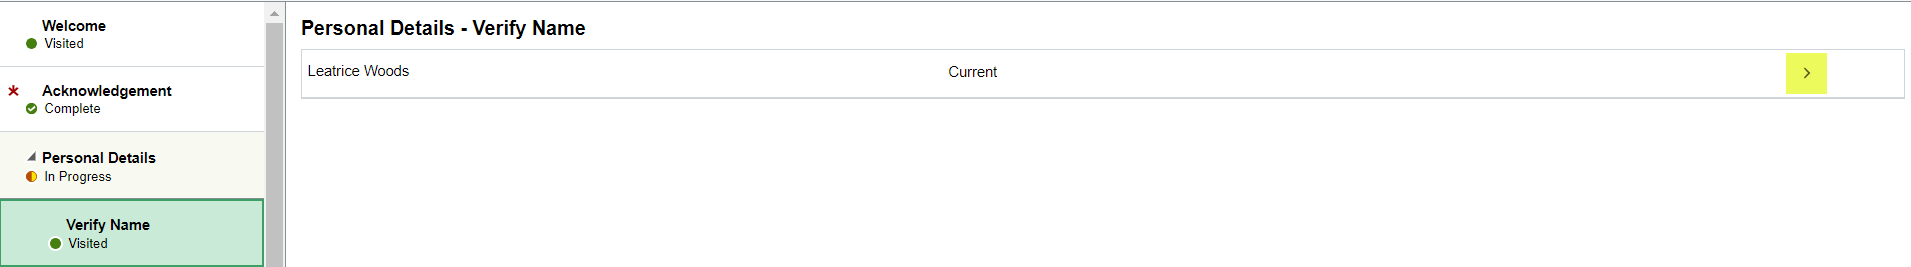 Welcome
Visited
Acknowledgement
Complete
Personal Details
In Progress
Verify Name
Visited
Personal Details - Verify Name
Leatrice Woods
Current